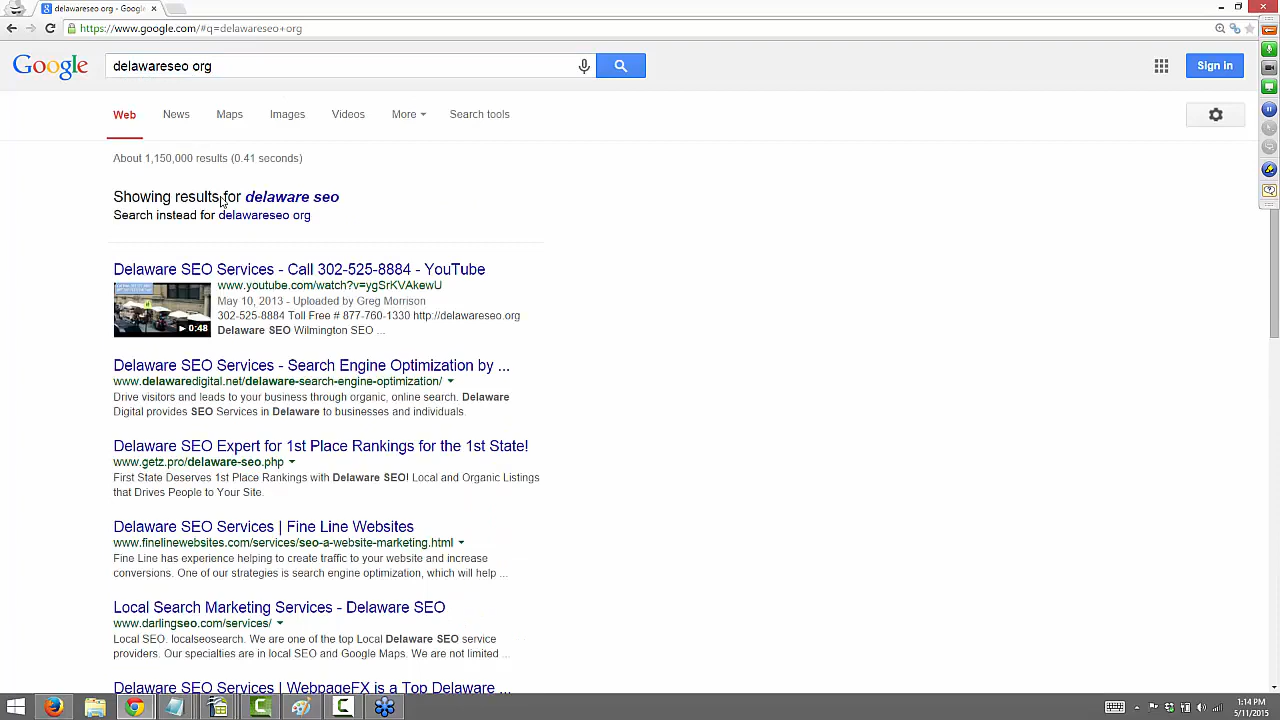 delawareseo org - Google
https://www.google.com/#q=delawareseo+org
Google
delawareseo org
Sign in
Web News Maps Images Videos More Search tools
About 1,150,000 results (0.41 seconds)
Showing results for delaware seo
Search instead for delawareseo org
Delaware SEO Services - Call 302-525-8884 - YouTube
www.youtube.com/watch?v=ygSrKVAkewU
May 10, 2013 - Uploaded by Greg Morrison
302-525-8884 Toll Free # 877-760-1330 http://delawareseo.org
Delaware SEO Wilmington SEO ...
0:48
Delaware SEO Services - Search Engine Optimization by ...
www.delawaredigital.net/delaware-search-engine-optimization/
Drive visitors and leads to your business through organic, online search. Delaware
Digital provides SEO Services in Delaware to businesses and individuals.
Delaware SEO Expert for 1st Place Rankings for the 1st State!
www.getz.pro/delaware-seo.php
First State Deserves 1st Place Rankings with Delaware SEO! Local and Organic Listings
that Drives People to Your Site.
Delaware SEO Services | Fine Line Websites
www.finelinewebsites.com/services/seo-a-website-marketing.html
Fine Line has experience helping to create traffic to your website and increase
conversions. One of our strategies is search engine optimization, which will help ...
Local Search Marketing Services - Delaware SEO
www.darlingseo.com/services/
Local SEO. localseosearch. We are one of the top Local Delaware SEO service
providers. Our specialties are in local SEO and Google Maps. We are not limited ...
Delaware SEO Services | WebpageFX is a Top Delaware ...
1:14 PM
5/11/2015